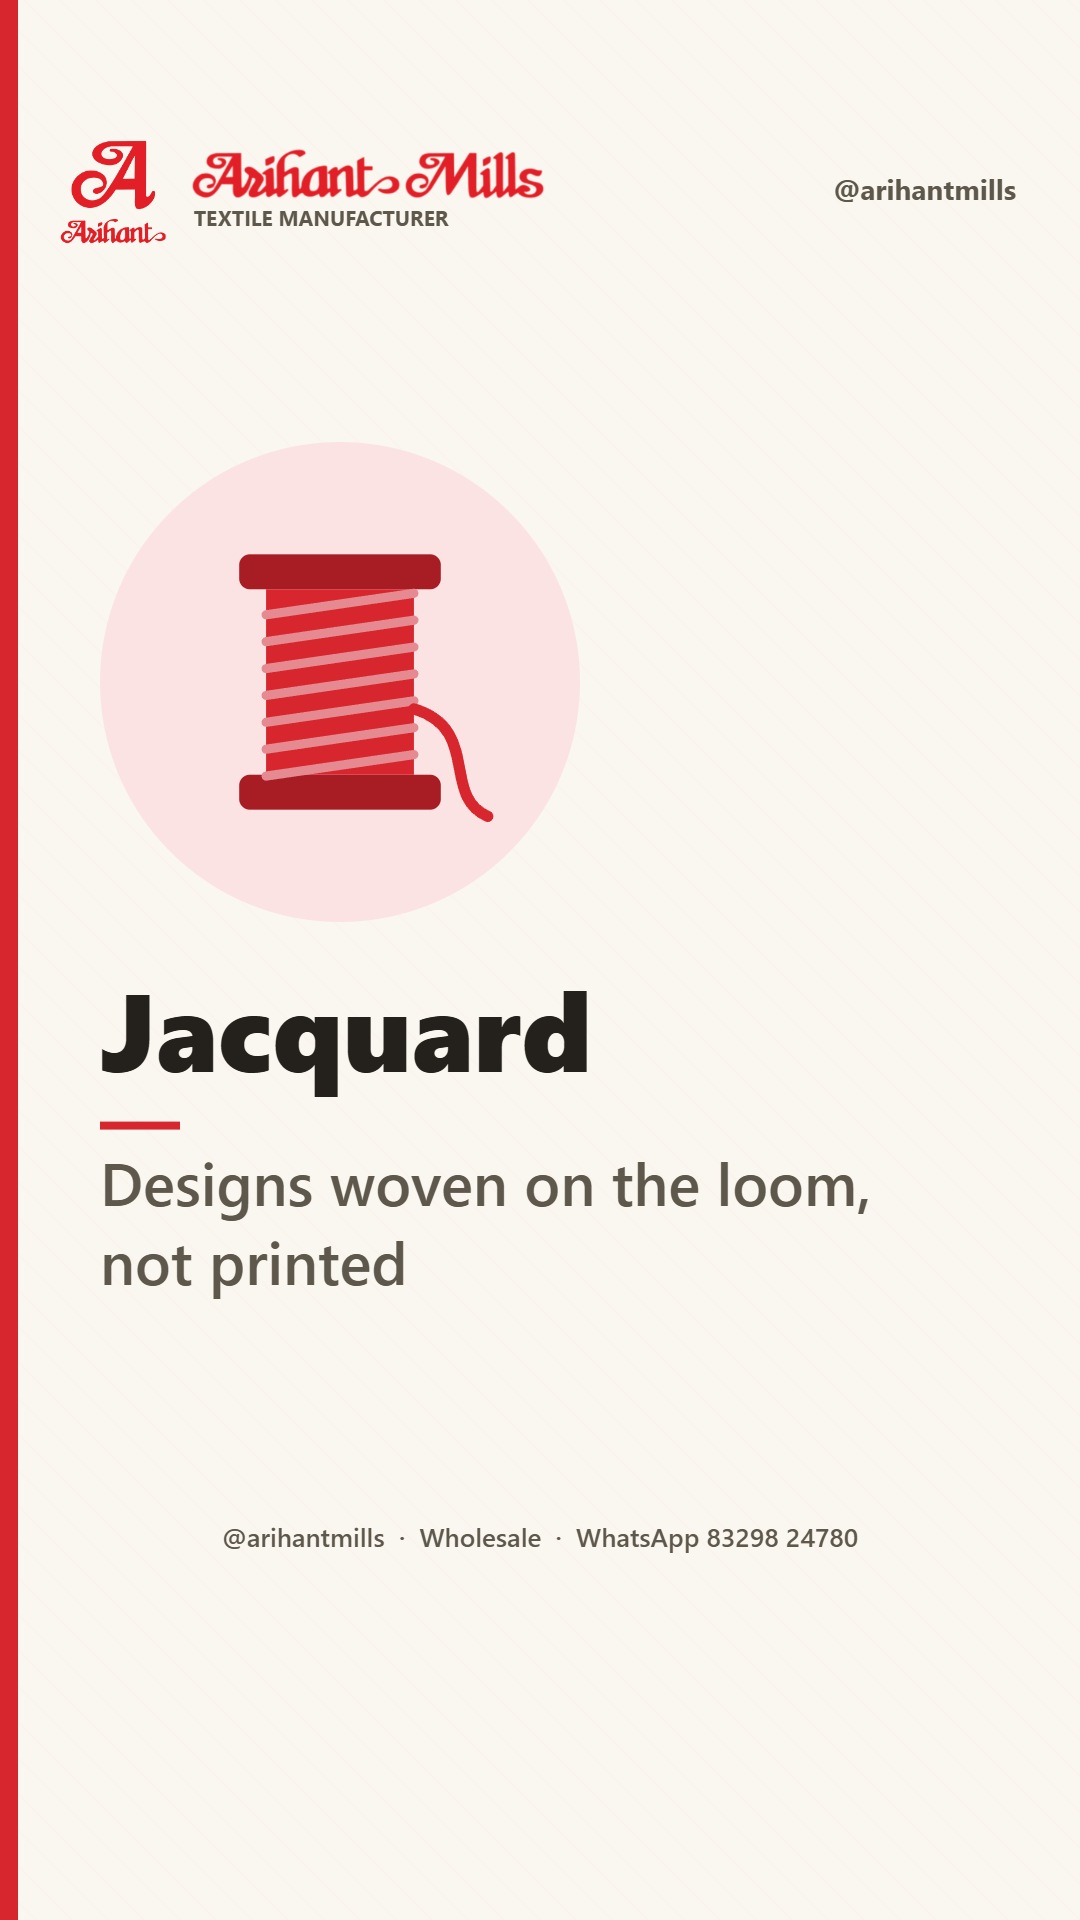 A
Arihant
Arihant Mills
TEXTILE MANUFACTURER
@arihantmills
Jacquard
Designs woven on the loom,
not printed
@arihantmills · Wholesale · WhatsApp 83298 24780